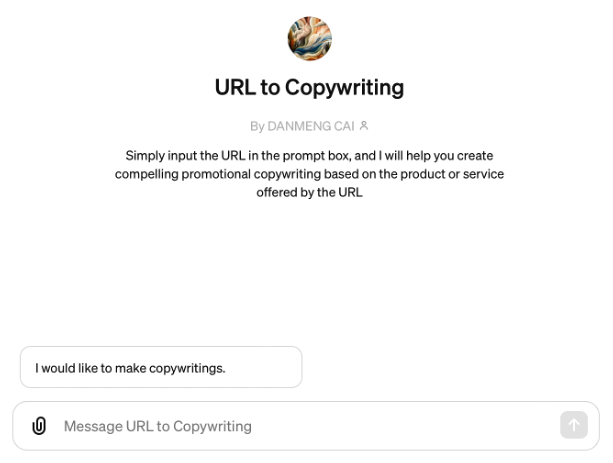 URL to Copywriting
By DANMENG CAI
Simply input the URL in the prompt box, and I will help you create
compelling promotional copywriting based on the product or service
offered by the URL
I would like to make copywritings.
Message URL to Copywriting